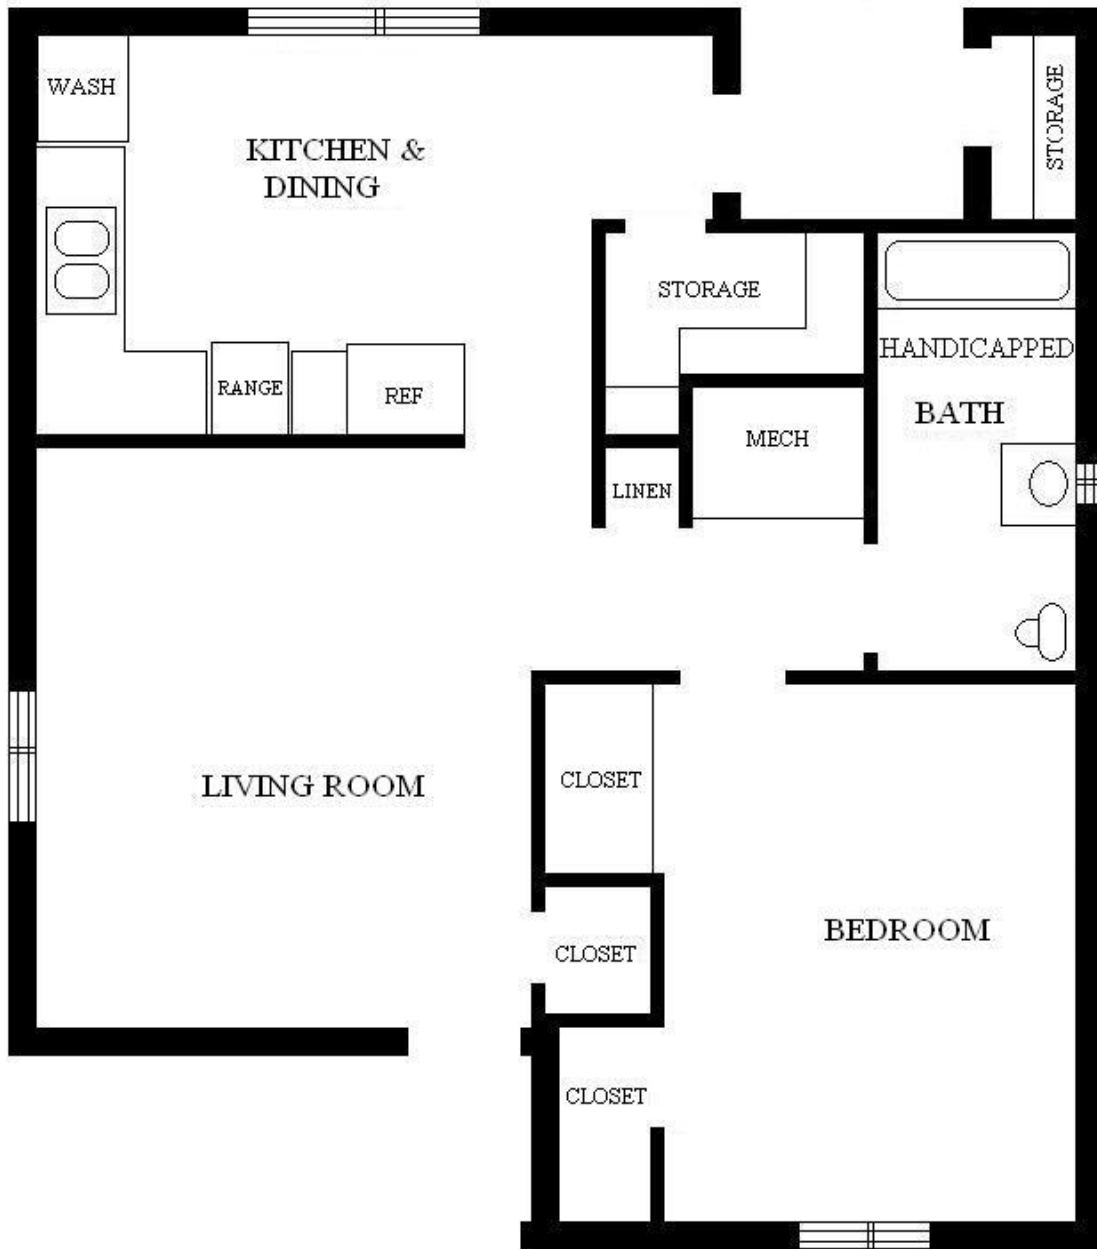 WASH
KITCHEN &
DINING
STORAGE
STORAGE
HANDICAPPED
BATH
RANGE
REF
MECH
LINEN
LIVING ROOM
CLOSET
BEDROOM
CLOSET
CLOSET